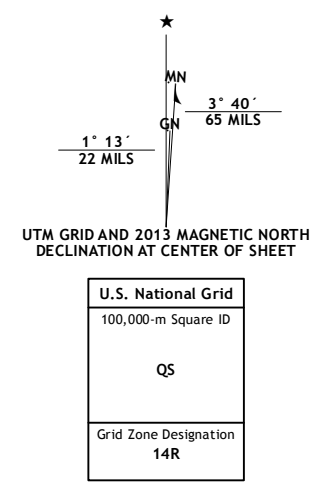 ★
MN
3° 40´
65 MILS
GN
1° 13´
22 MILS
UTM GRID AND 2013 MAGNETIC NORTH
DECLINATION AT CENTER OF SHEET
U.S. National Grid
100,000-m Square ID
QS
Grid Zone Designation
14R